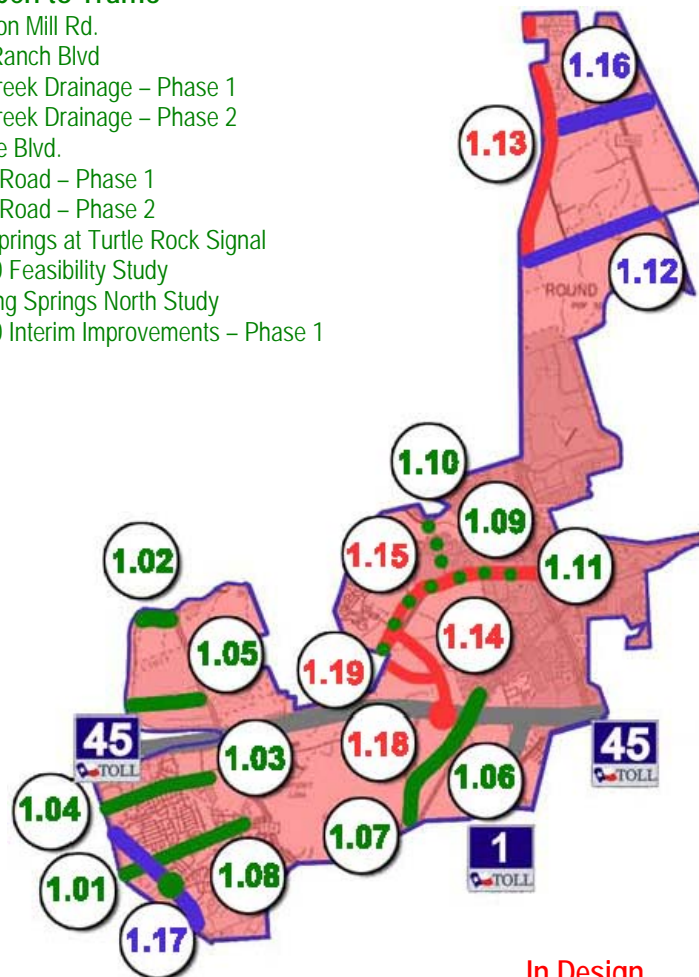 on Mill Rd.
Ranch Blvd
reek Drainage – Phase 1
reek Drainage – Phase 2
e Blvd.
Road – Phase 1
Road – Phase 2
prings at Turtle Rock Signal
0 Feasibility Study
ng Springs North Study
0 Interim Improvements – Phase 1
1.16
1.13
1.12
ROUND
1.10
1.09
1.15
1.11
1.02
1.14
1.05
1.19
45
TOLL
1.03
1.18
45
TOLL
1.06
1.04
1.07
1
TOLL
1.01
1.08
1.17
In Design